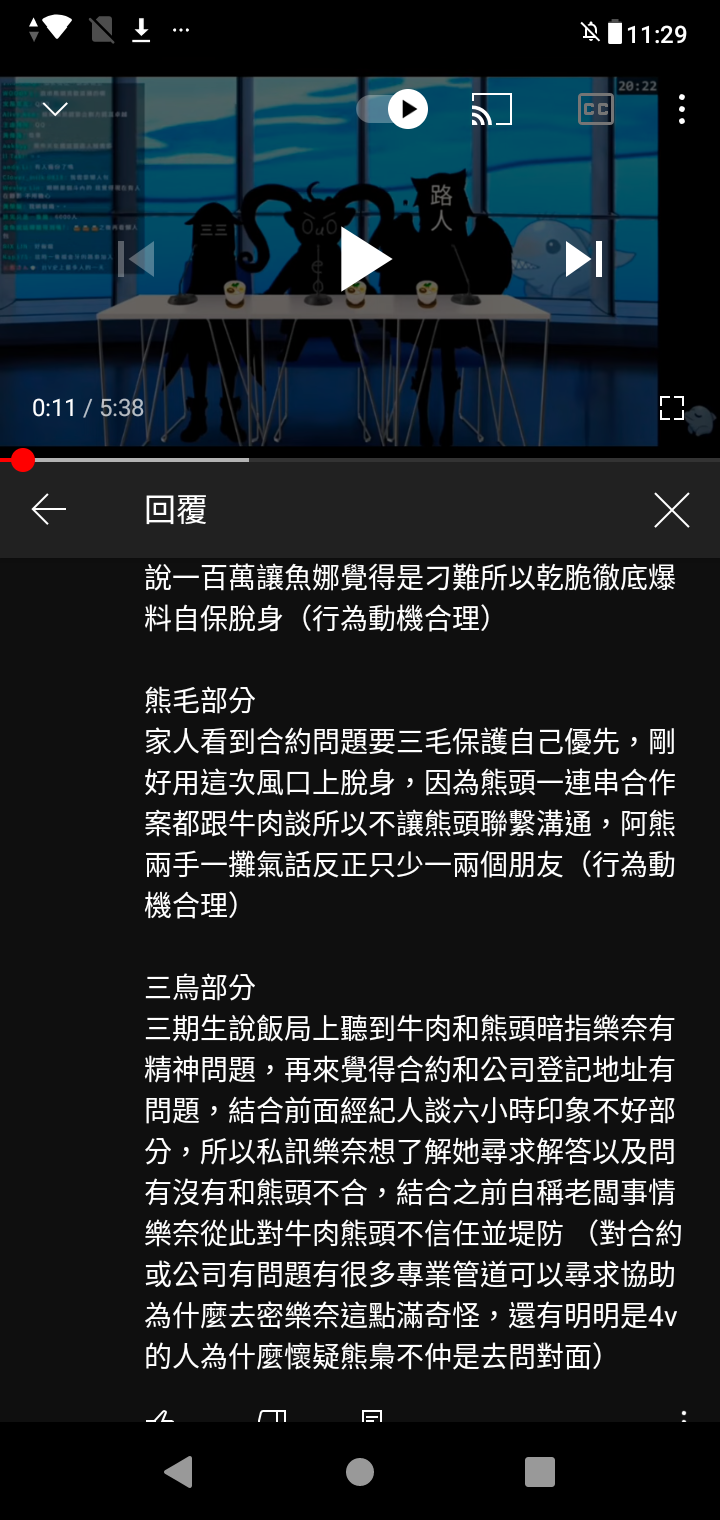 11:29
20:22
CC
三三
路人
0:11 / 5:38
回覆
說一百萬讓魚娜覺得是刁難所以乾脆徹底爆
料自保脫身（行為動機合理）
熊毛部分
家人看到合約問題要三毛保護自己優先，剛
好用這次風口上脫身，因為熊頭一連串合作
案都跟牛肉談所以不讓熊頭聯繫溝通，阿熊
兩手一攤氣話反正只少一兩個朋友（行為動
機合理）
三鳥部分
三期生說飯局上聽到牛肉和熊頭暗指樂奈有
精神問題，再來覺得合約和公司登記地址有
問題，結合前面經紀人談六小時印象不好部
分，所以私訊樂奈想了解她尋求解答以及問
有沒有和熊頭不合，結合之前自稱老闆事情
樂奈從此對牛肉熊頭不信任並堤防 （對合約
或公司有問題有很多專業管道可以尋求協助
為什麼去密樂奈這點滿奇怪，還有明明是4v
的人為什麼懷疑熊梟不仲是去問對面）